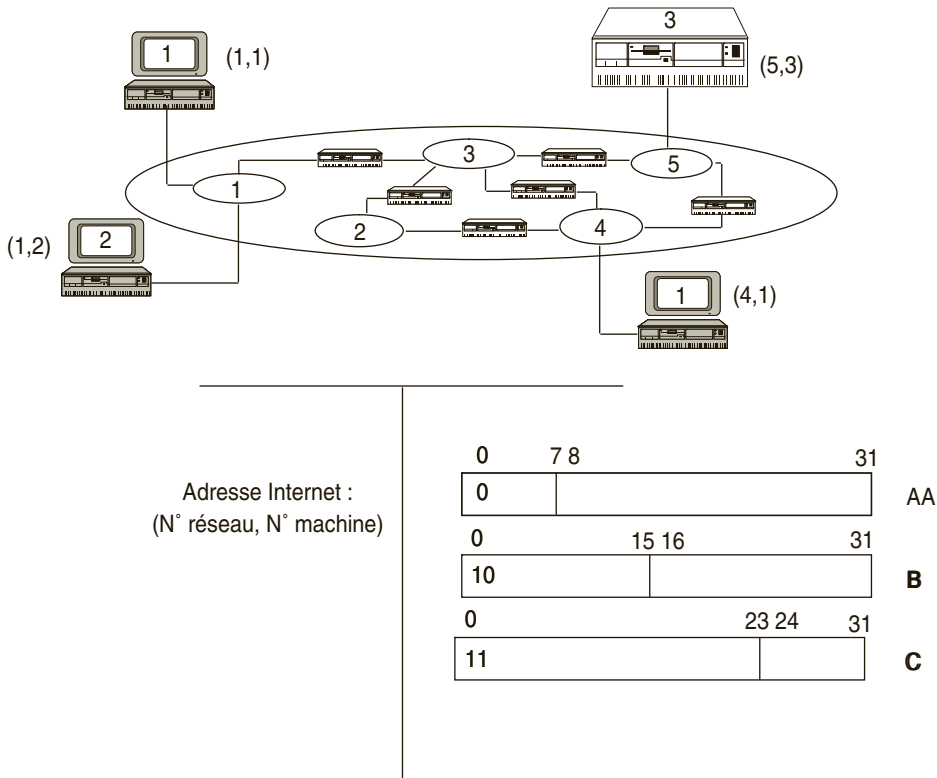 3
1
(1,1)
(5,3)
3
5
1
2
(1,2)
2
4
1
(4,1)
0 7 8 31
Adresse Internet :
(N° réseau, N° machine)
0
AA
0 15 16 31
10
B
0 23 24 31
11
C